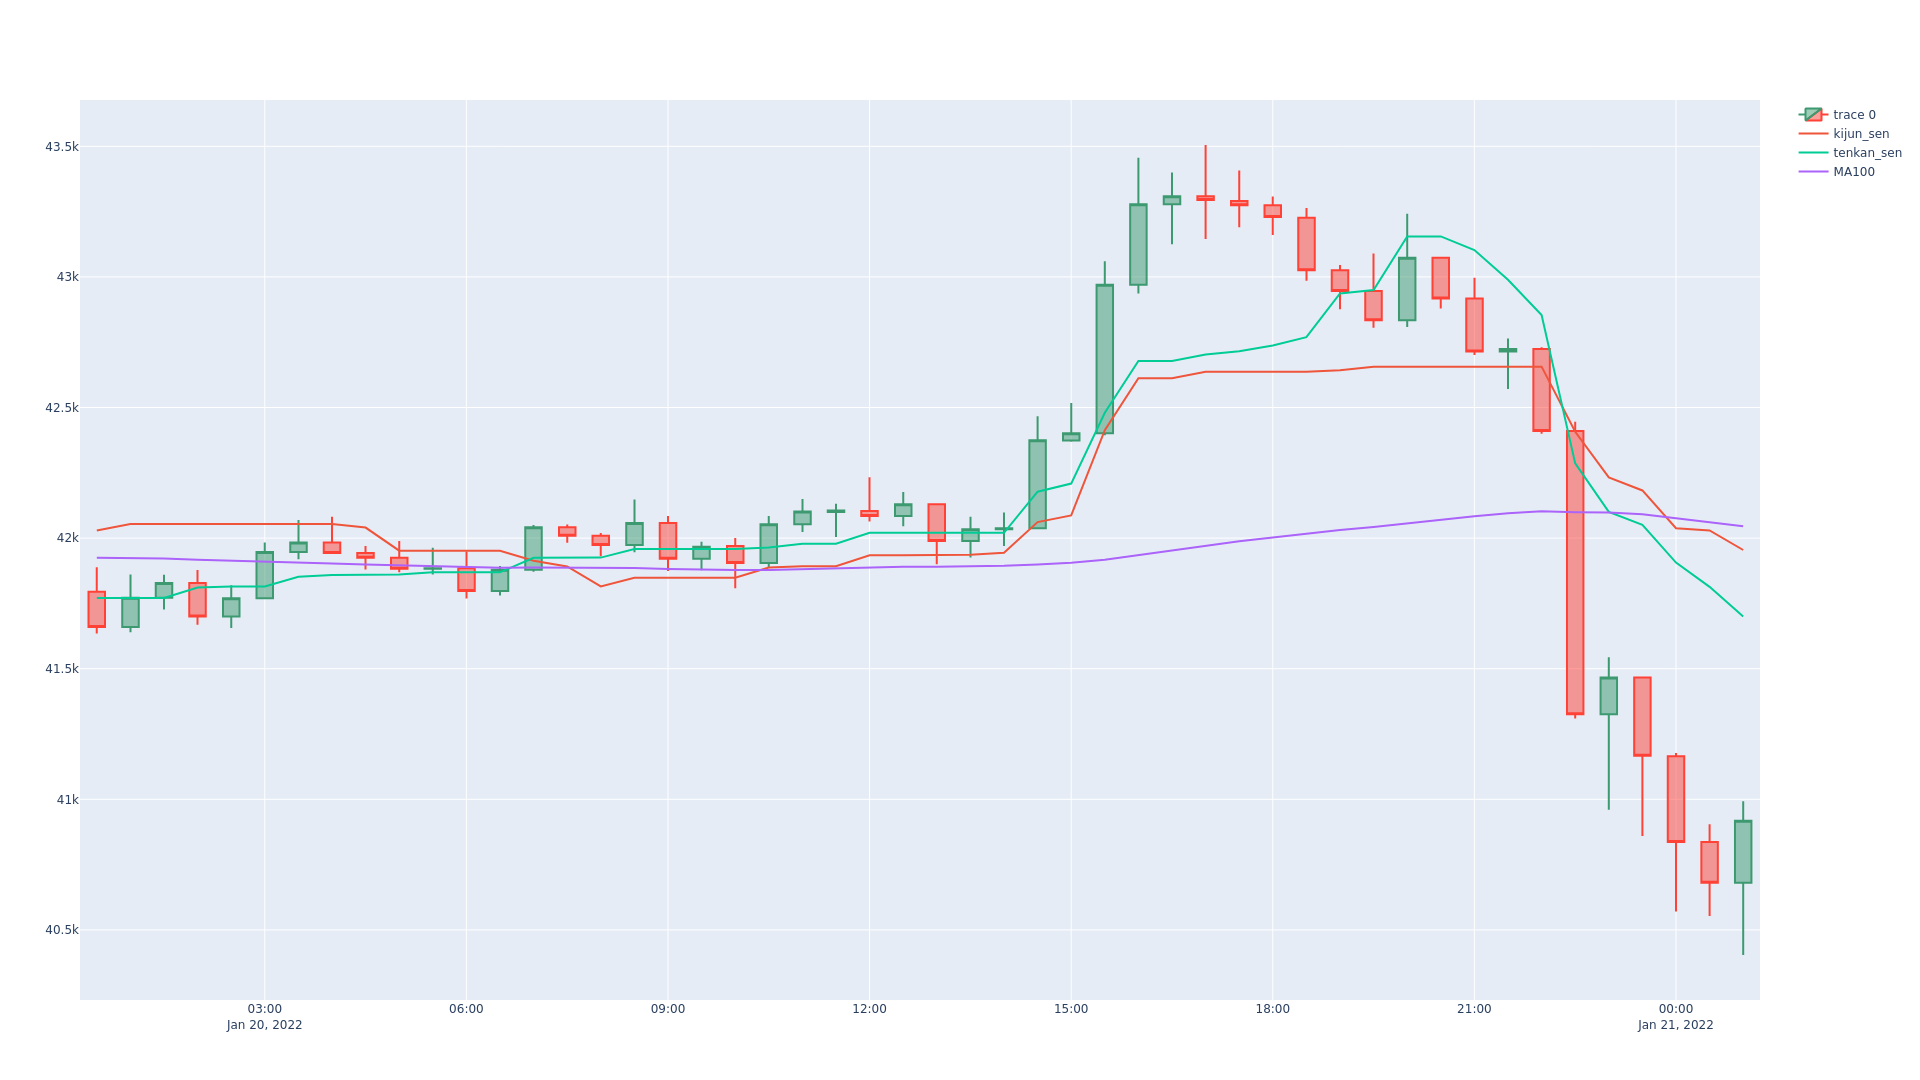 trace 0
kijun_sen
tenkan_sen
MA100
43.5k
43k
42.5k
42k
41.5k
41k
40.5k
03:00 06:00 09:00 12:00 15:00 18:00 21:00 00:00
Jan 20, 2022 Jan 21, 2022